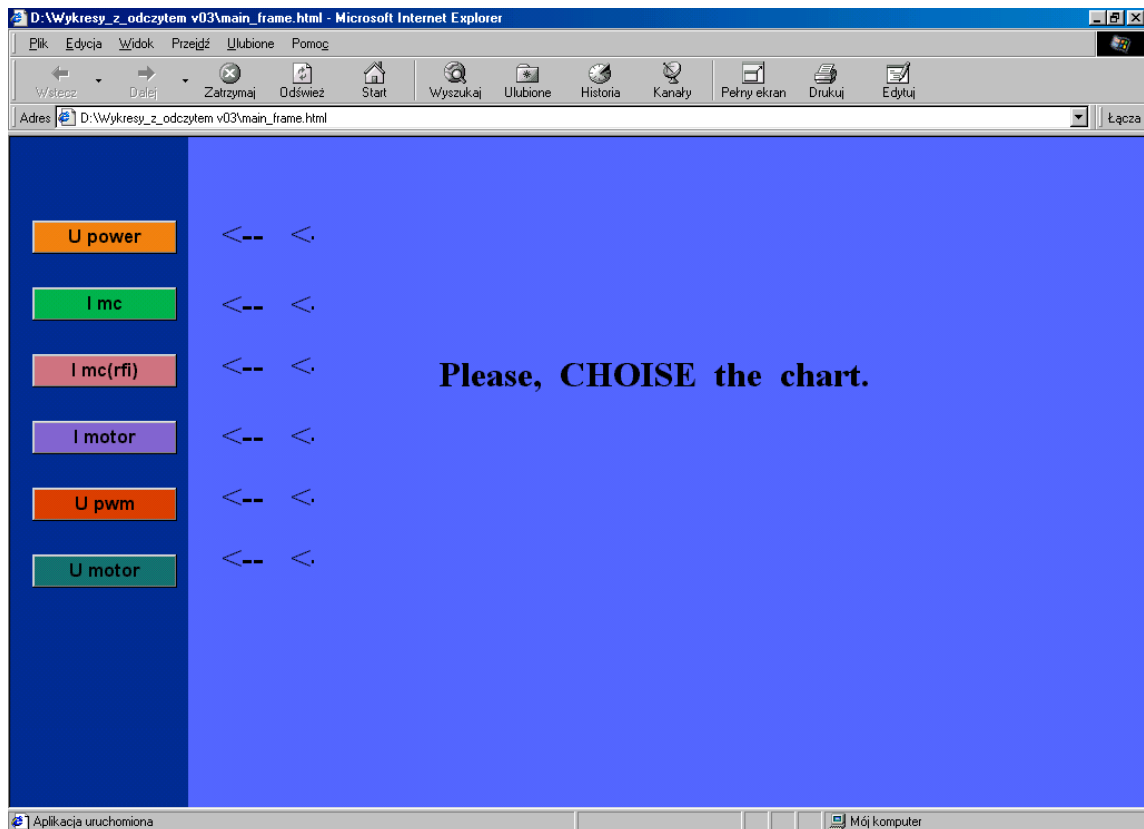 D:\Wykresy_z_odczytem v03\main_frame.html - Microsoft Internet Explorer
Plik Edycja Widok Przejdź Ulubione Pomoc
Wstecz Dalej Zatrzymaj Odśwież Start Wyszukaj Ulubione Historia Kanały Pełny ekran Drukuj Edytuj
Adres D:\Wykresy_z_odczytem v03\main_frame.html Łącza
U power <-- <.
I mc <-- <.
I mc(rfi) <-- <.
Please, CHOISE the chart.
I motor <-- <.
U pwm <-- <.
U motor <-- <.
Aplikacja uruchomiona Mój komputer